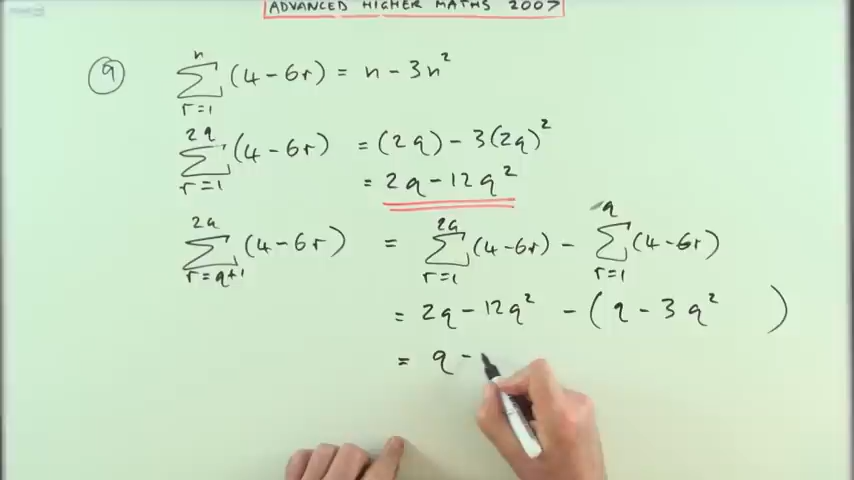 ADVANCED HIGHER MATHS 2007
9 n∑r=1 (4-6r) = n - 3n²
2q∑r=1 (4-6r) = (2q) - 3(2q)²
= 2q - 12q²
2q∑r=q+1 (4-6r) = 2q∑r=1 (4-6r) - q∑r=1 (4-6r)
= 2q - 12q² - ( q - 3q² )
= q -